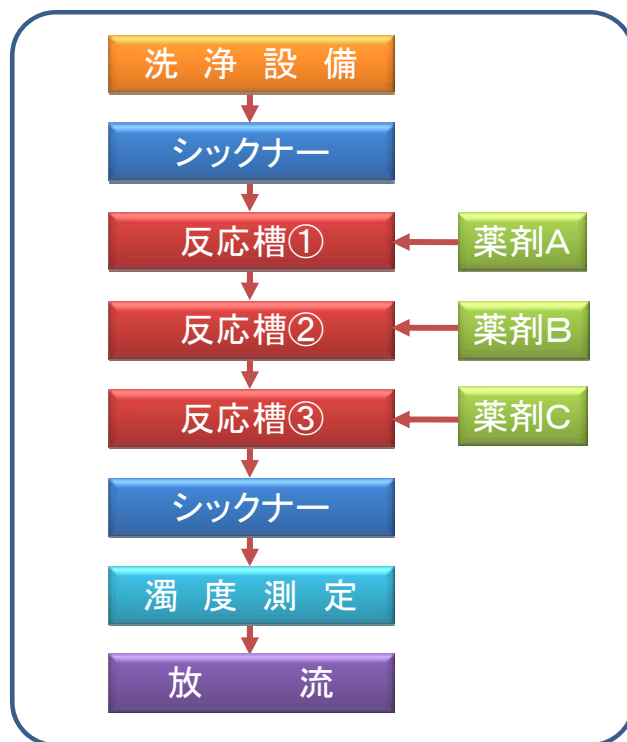 洗 浄 設 備
シックナー
反応槽①
薬剤A
反応槽②
薬剤B
反応槽③
薬剤C
シックナー
濁 度 測 定
放 流